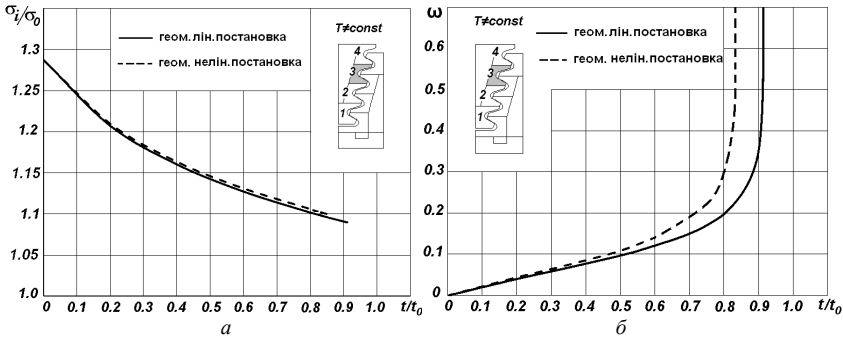 σi/σ0
1.3
1.25
1.2
1.15
1.1
1.05
1.0
0 0.1 0.2 0.3 0.4 0.5 0.6 0.7 0.8 0.9 1.0 t/t0
геом.лін.постановка
геом. нелін.постановка
T≠const
4
3
2
1
а
ω
0.6
0.5
0.4
0.3
0.2
0.1
0
0 0.1 0.2 0.3 0.4 0.5 0.6 0.7 0.8 0.9 1.0 t/t0
T≠const
4
3
2
1
геом.лін.постановка
геом. нелін.постановка
б